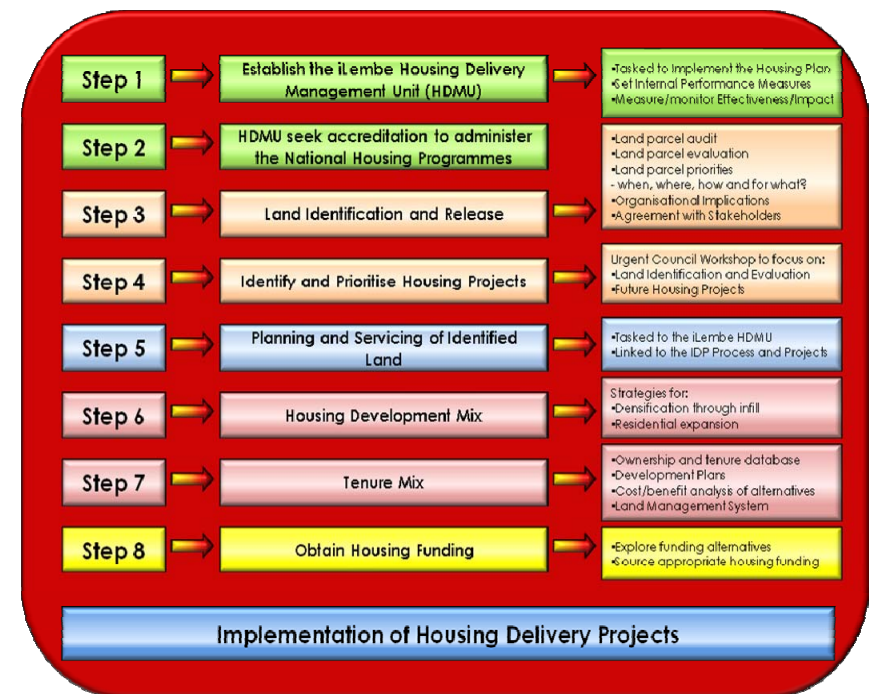 Step 1
Establish the iLembe Housing Delivery
Management Unit (HDMU)
•Tasked to Implement the Housing Plan
•Set Internal Performance Measures
•Measure/monitor Effectiveness/Impact
Step 2
HDMU seek accreditation to administer
the National Housing Programmes
Step 3
Land Identification and Release
•Land parcel audit
•Land parcel evaluation
•Land parcel priorities
- when, where, how and for what?
•Organisational Implications
•Agreement with Stakeholders
Step 4
Identify and Prioritise Housing Projects
Urgent Council Workshop to focus on:
•Land Identification and Evaluation
•Future Housing Projects
Step 5
Planning and Servicing of Identified
Land
•Tasked to the iLembe HDMU
•Linked to the IDP Process and Projects
Step 6
Housing Development Mix
Strategies for:
•Densification through infill
•Residential expansion
Step 7
Tenure Mix
•Ownership and tenure database
•Development Plans
•Cost/benefit analysis of alternatives
•Land Management System
Step 8
Obtain Housing Funding
•Explore funding alternatives
•Source appropriate housing funding
Implementation of Housing Delivery Projects